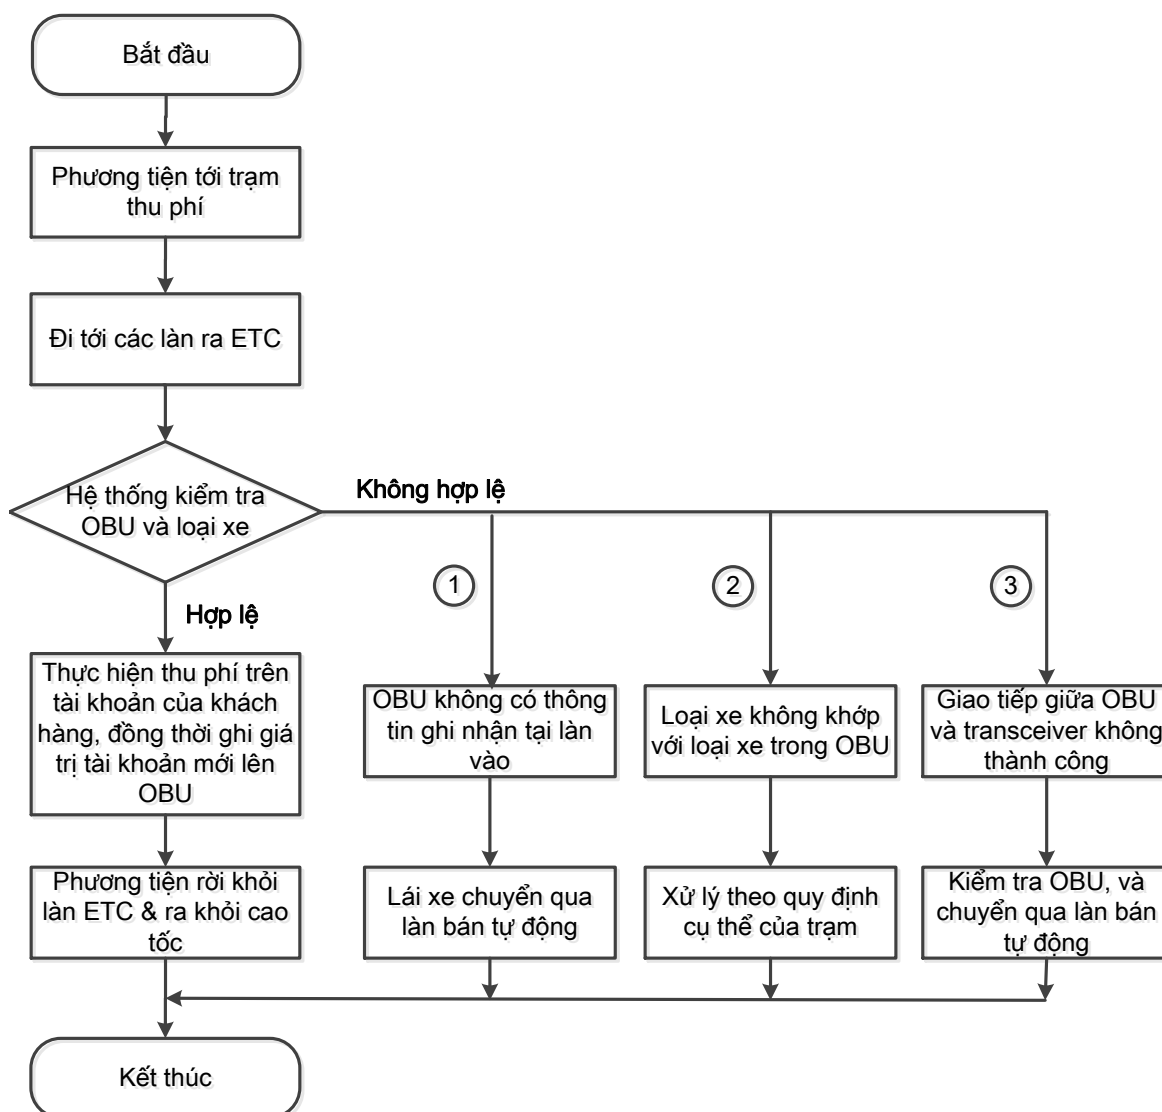 Bắt đầu
Phương tiện tới trạm
thu phí
Đi tới các làn ra ETC
Hệ thống kiểm tra
OBU và loại xe
Không hợp lệ
Hợp lệ
1
2
3
Thực hiện thu phí trên
tài khoản của khách
hàng, đồng thời ghi giá
trị tài khoản mới lên
OBU
OBU không có thông
tin ghi nhận tại làn
vào
Loại xe không khớp
với loại xe trong OBU
Giao tiếp giữa OBU
và transceiver không
thành công
Phương tiện rời khỏi
làn ETC & ra khỏi cao
tốc
Lái xe chuyển qua
làn bán tự động
Xử lý theo quy định
cụ thể của trạm
Kiểm tra OBU, và
chuyển qua làn bán
tự động
Kết thúc